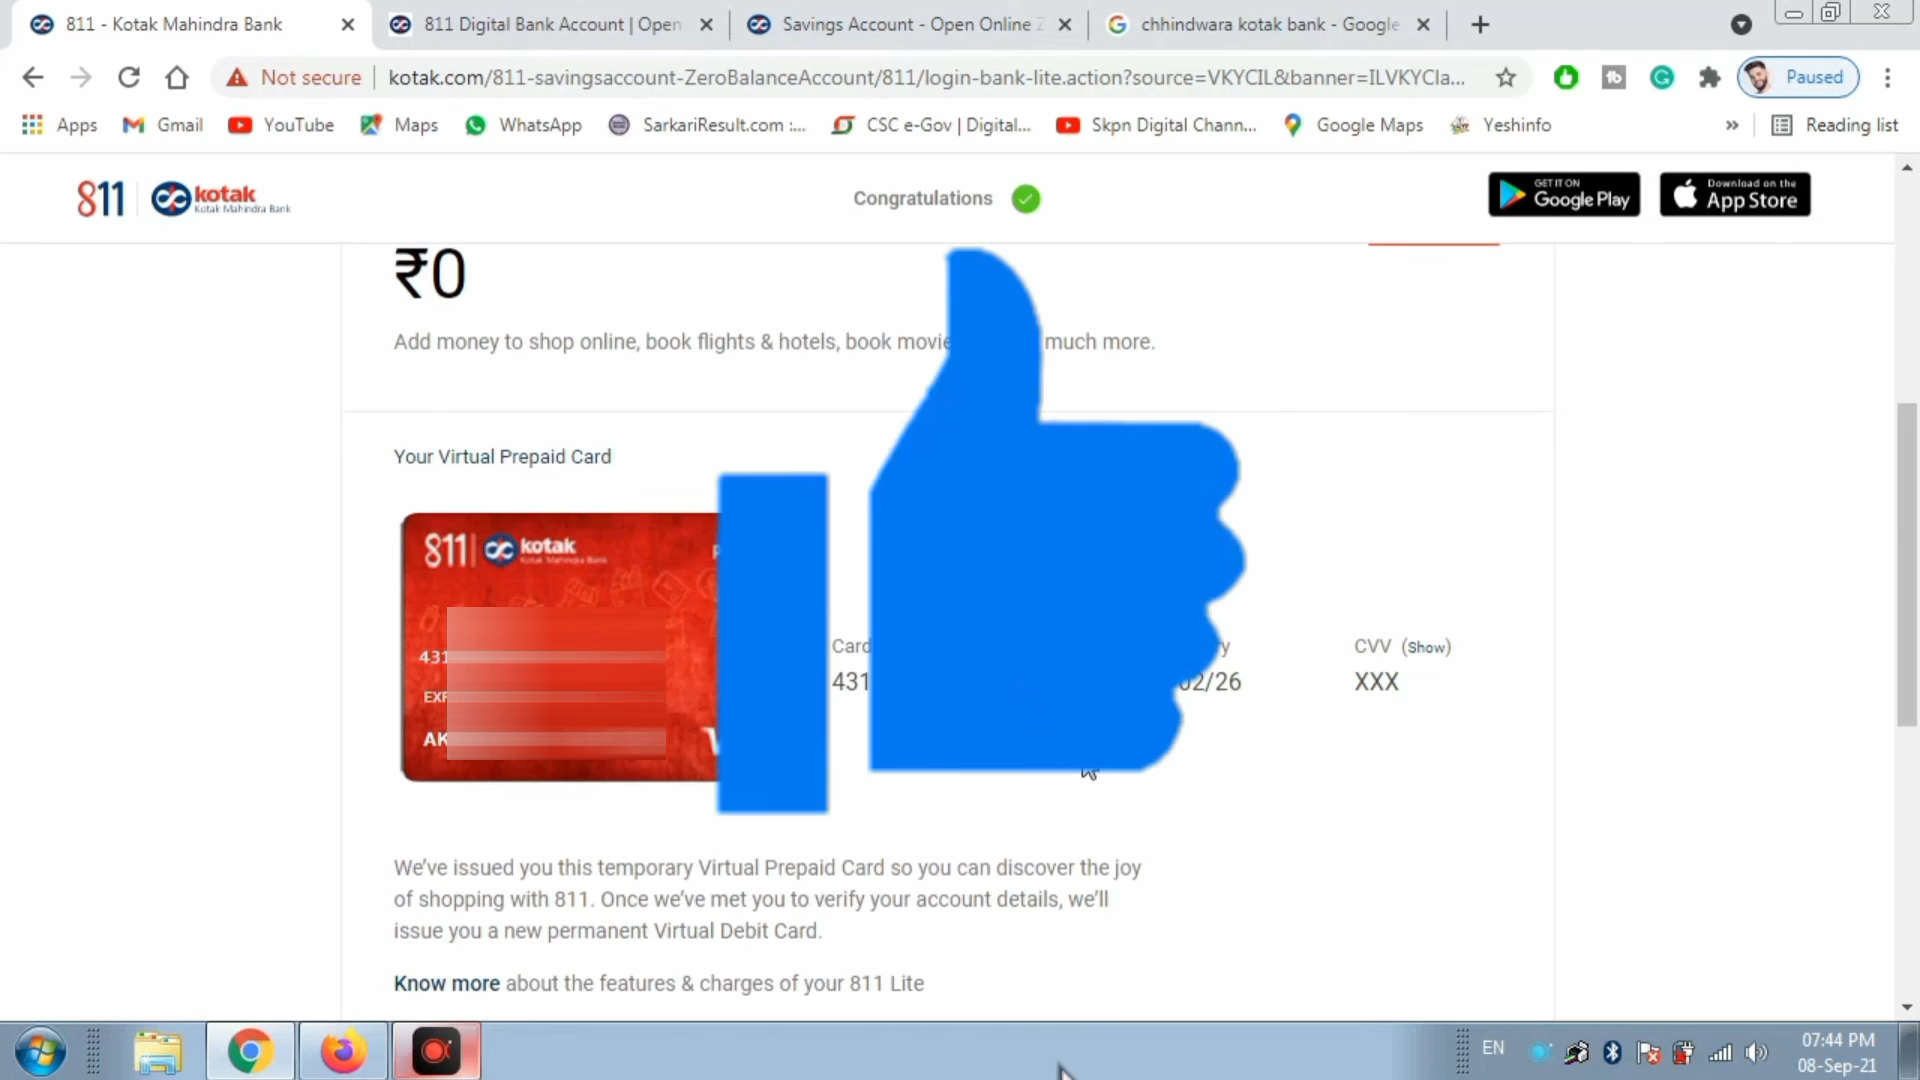 811 - Kotak Mahindra Bank
811 Digital Bank Account | Open
Savings Account - Open Online Z
chhindwara kotak bank - Google
Not secure
kotak.com/811-savingsaccount-ZeroBalanceAccount/811/login-bank-lite.action?source=VKYCIL&banner=ILVKYCla...
Paused
Apps
Gmail
YouTube
Maps
WhatsApp
SarkariResult.com :...
CSC e-Gov | Digital...
Skpn Digital Chann...
Google Maps
Yeshinfo
»
Reading list
811 kotak
Kotak Mahindra Bank
Congratulations
GET IT ON
Google Play
Download on the
App Store
₹0
Add money to shop online, book flights & hotels, book movie much more.
Your Virtual Prepaid Card
811 kotak
Kotak Mahindra Bank
431
EXP
AK
Card
431
y
02/26
CVV (Show)
XXX
We've issued you this temporary Virtual Prepaid Card so you can discover the joy
of shopping with 811. Once we've met you to verify your account details, we'll
issue you a new permanent Virtual Debit Card.
Know more about the features & charges of your 811 Lite
EN
07:44 PM
08-Sep-21